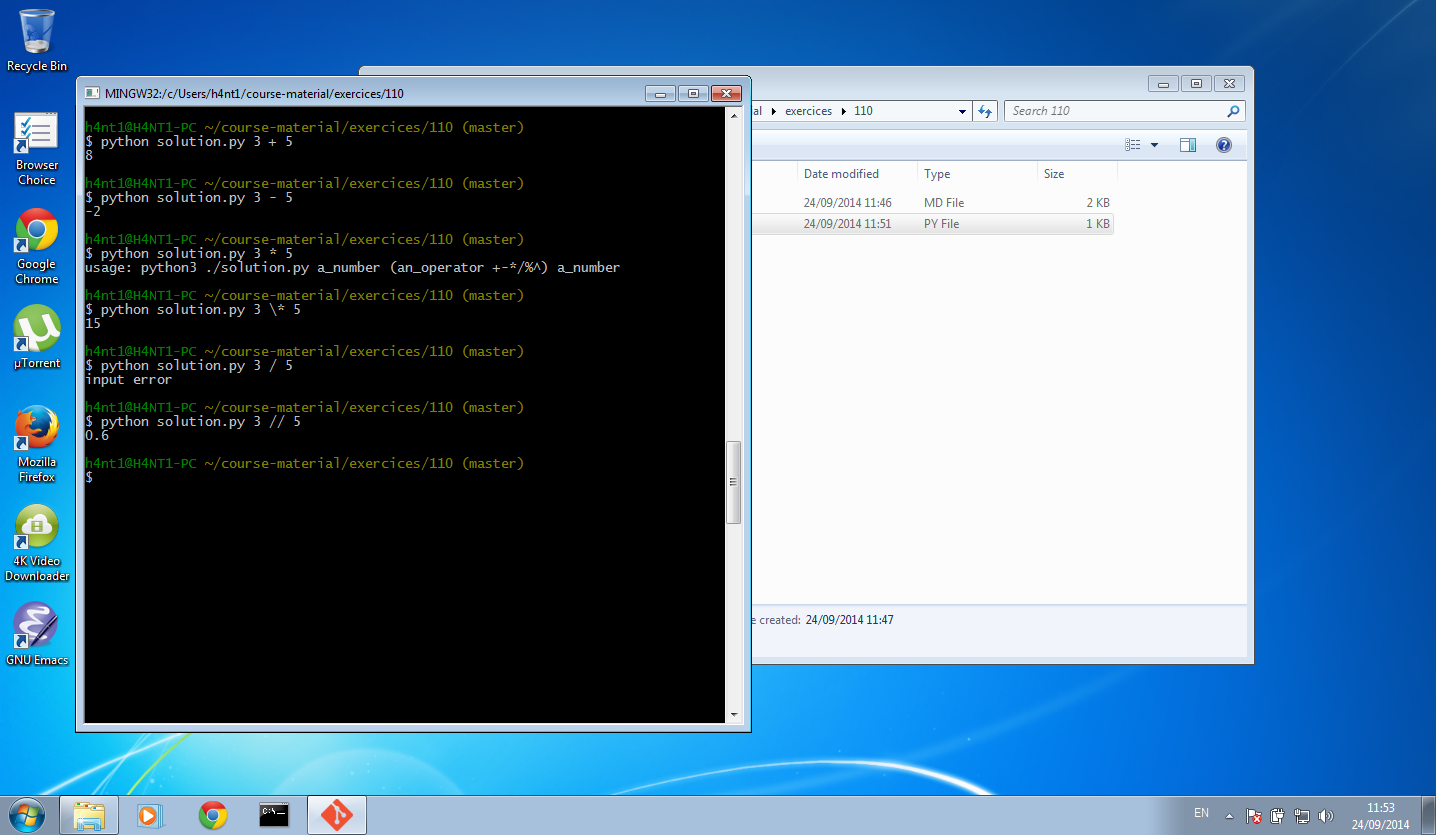 Recycle Bin
Browser
Choice
Google
Chrome
µTorrent
Mozilla
Firefox
4K Video
Downloader
GNU Emacs
MINGW32:/c/Users/h4nt1/course-material/exercices/110
h4nt1@H4NT1-PC ~/course-material/exercices/110 (master)
$ python solution.py 3 + 5
8
h4nt1@H4NT1-PC ~/course-material/exercices/110 (master)
$ python solution.py 3 - 5
-2
h4nt1@H4NT1-PC ~/course-material/exercices/110 (master)
$ python solution.py 3 * 5
usage: python3 ./solution.py a_number (an_operator +-*/%^) a_number
h4nt1@H4NT1-PC ~/course-material/exercices/110 (master)
$ python solution.py 3 \* 5
15
h4nt1@H4NT1-PC ~/course-material/exercices/110 (master)
$ python solution.py 3 / 5
input error
h4nt1@H4NT1-PC ~/course-material/exercices/110 (master)
$ python solution.py 3 // 5
0.6
h4nt1@H4NT1-PC ~/course-material/exercices/110 (master)
$
al exercices 110
Search 110
Date modified Type Size
24/09/2014 11:46 MD File 2 KB
24/09/2014 11:51 PY File 1 KB
e created: 24/09/2014 11:47
C:\_
EN
11:53
24/09/2014